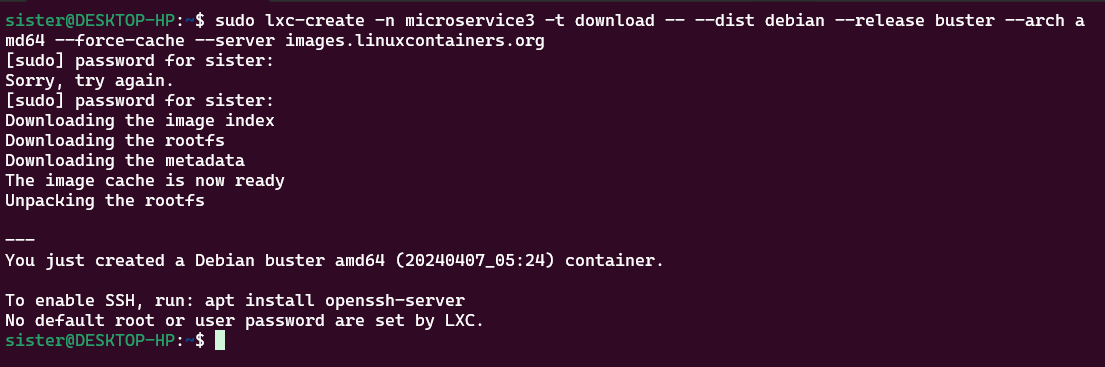 sister@DESKTOP-HP:~$ sudo lxc-create -n microservice3 -t download -- --dist debian --release buster --arch a
md64 --force-cache --server images.linuxcontainers.org
[sudo] password for sister:
Sorry, try again.
[sudo] password for sister:
Downloading the image index
Downloading the rootfs
Downloading the metadata
The image cache is now ready
Unpacking the rootfs
---
You just created a Debian buster amd64 (20240407_05:24) container.
To enable SSH, run: apt install openssh-server
No default root or user password are set by LXC.
sister@DESKTOP-HP:~$